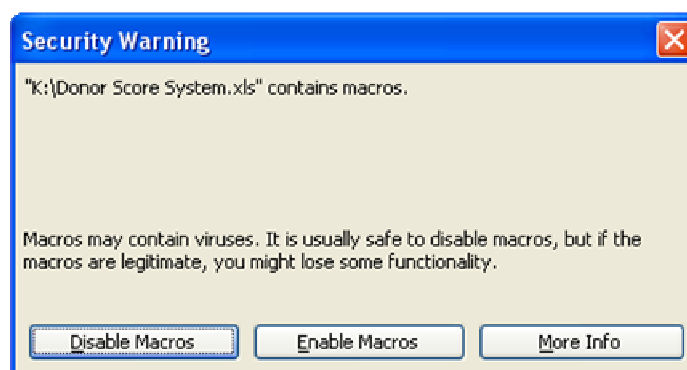 Security Warning
"K:\Donor Score System.xls" contains macros.
Macros may contain viruses. It is usually safe to disable macros, but if the
macros are legitimate, you might lose some functionality.
Disable Macros Enable Macros More Info